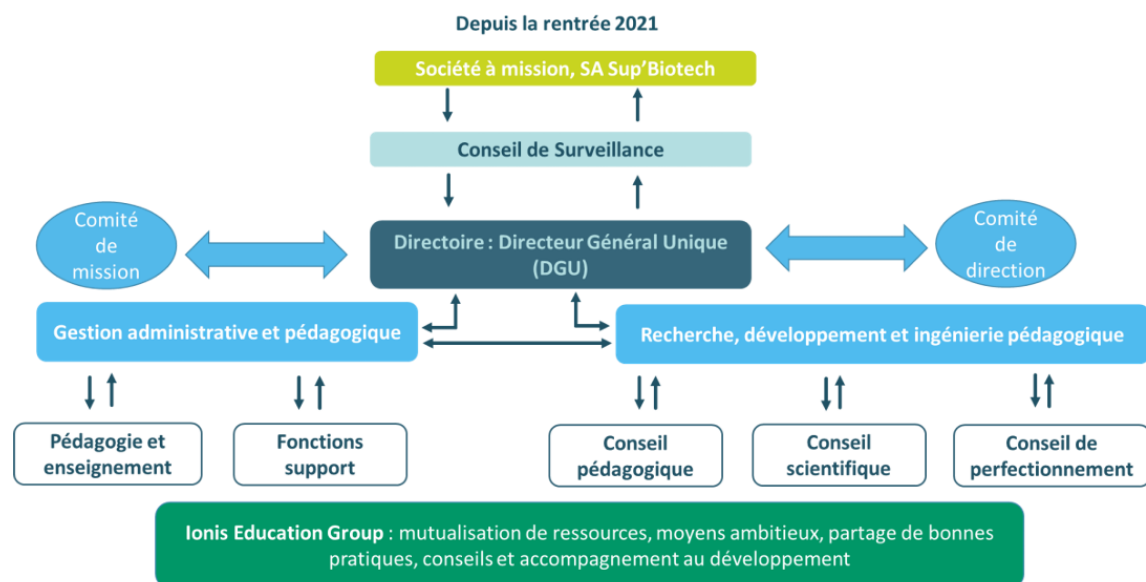 Depuis la rentrée 2021
Société à mission, SA Sup'Biotech
Conseil de Surveillance
Comité
de
mission
Directoire : Directeur Général Unique
(DGU)
Comité
de
direction
Gestion administrative et pédagogique
Recherche, développement et ingénierie pédagogique
Pédagogie et
enseignement
Fonctions
support
Conseil
pédagogique
Conseil
scientifique
Conseil de
perfectionnement
Ionis Education Group : mutualisation de ressources, moyens ambitieux, partage de bonnes
pratiques, conseils et accompagnement au développement